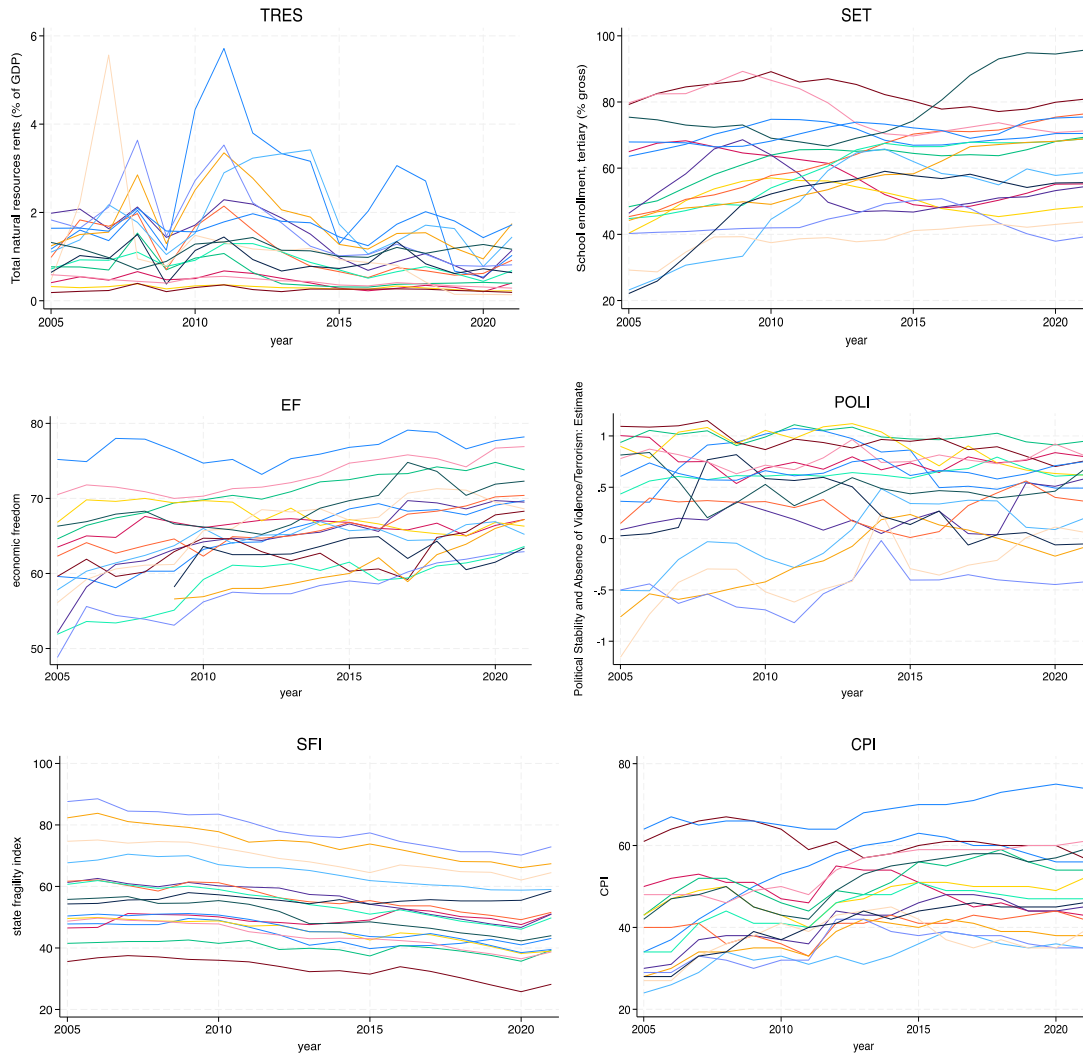 TRES
Total natural resources rents (% of GDP)
6
4
2
0
2005
2010
2015
2020
year
SET
School enrollment, tertiary (% gross)
100
80
60
40
20
2005
2010
2015
2020
year
EF
economic freedom
80
70
60
50
2005
2010
2015
2020
year
POLI
Political Stability and Absence of Violence/Terrorism: Estimate
1
.5
0
-.5
-1
2005
2010
2015
2020
year
SFI
state fragility index
100
80
60
40
20
2005
2010
2015
2020
year
CPI
CPI
80
60
40
20
2005
2010
2015
2020
year